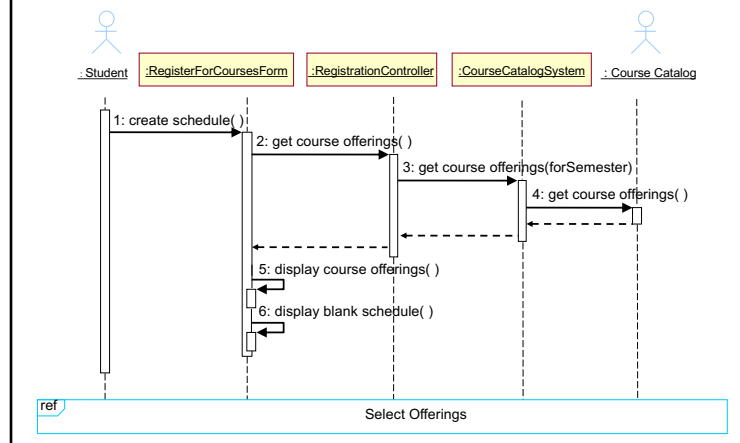 : Student
:RegisterForCoursesForm
:RegistrationController
:CourseCatalogSystem
: Course Catalog
1: create schedule( )
2: get course offerings( )
3: get course offerings(forSemester)
4: get course offerings( )
5: display course offerings( )
6: display blank schedule( )
ref
Select Offerings